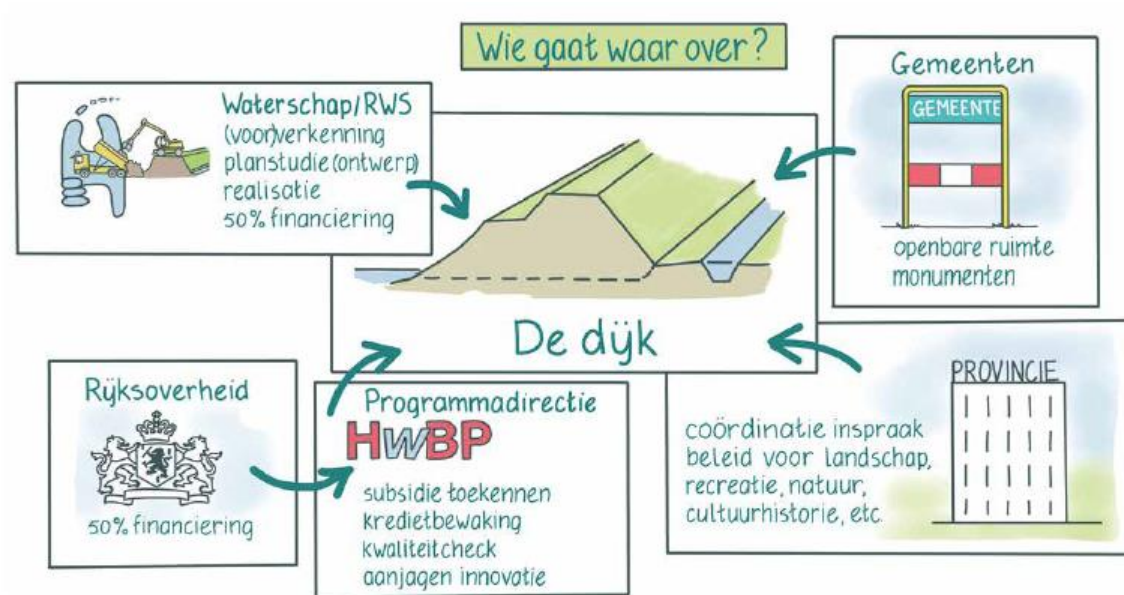 Wie gaat waar over?
Waterschap/RWS
(voor)verkenning
planstudie (ontwerp)
realisatie
50% financiering
Gemeenten
GEMEENTE
openbare ruimte
monumenten
De dijk
Rijksoverheid
50% financiering
Programmadirectie
HWBP
subsidie toekennen
kredietbewaking
kwaliteitcheck
aanjagen innovatie
PROVINCIE
coördinatie inspraak
beleid voor landschap,
recreatie, natuur,
cultuurhistorie, etc.